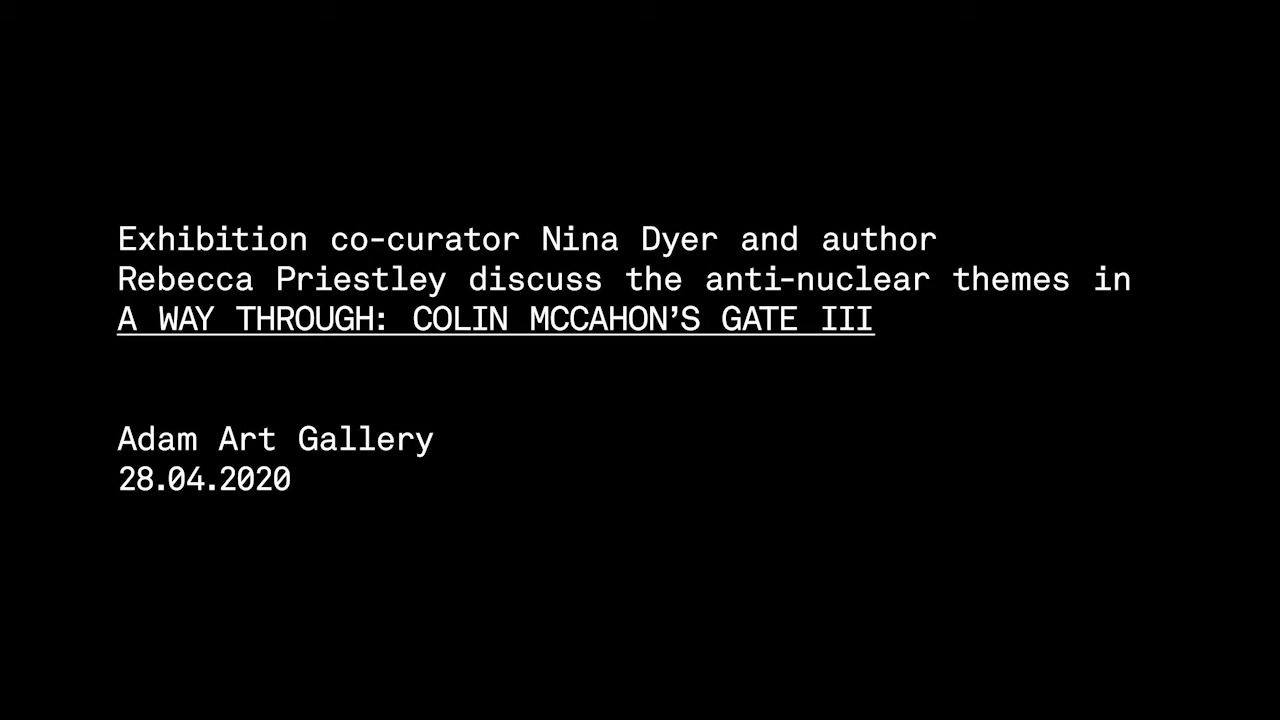 Exhibition co-curator Nina Dyer and author
Rebecca Priestley discuss the anti-nuclear themes in
A WAY THROUGH: COLIN MCCAHON’S GATE III
Adam Art Gallery
28.04.2020